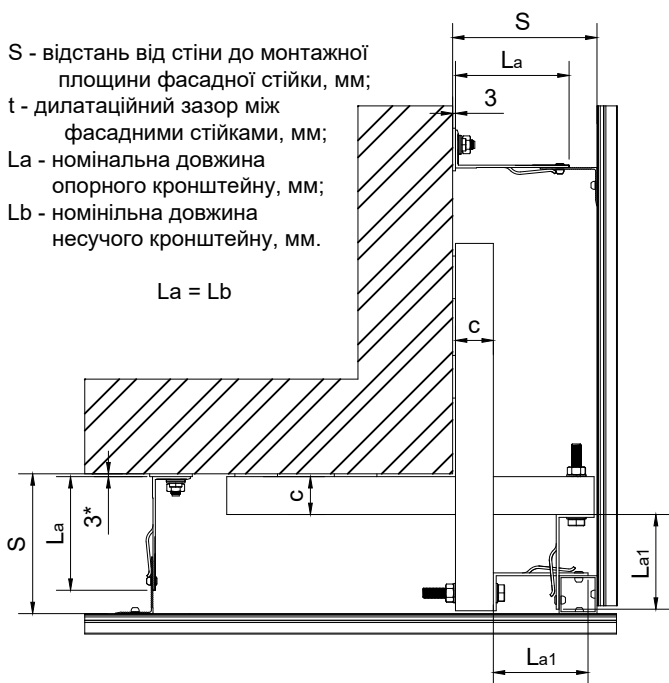 S - відстань від стіни до монтажної
площини фасадної стійки, мм;
t - дилатаційний зазор між
фасадними стійками, мм;
La - номінальна довжина
опорного кронштейну, мм;
Lb - номінільна довжина
несучого кронштейну, мм.
La = Lb
S
La
3
c
c
S
La
3*
La1
La1